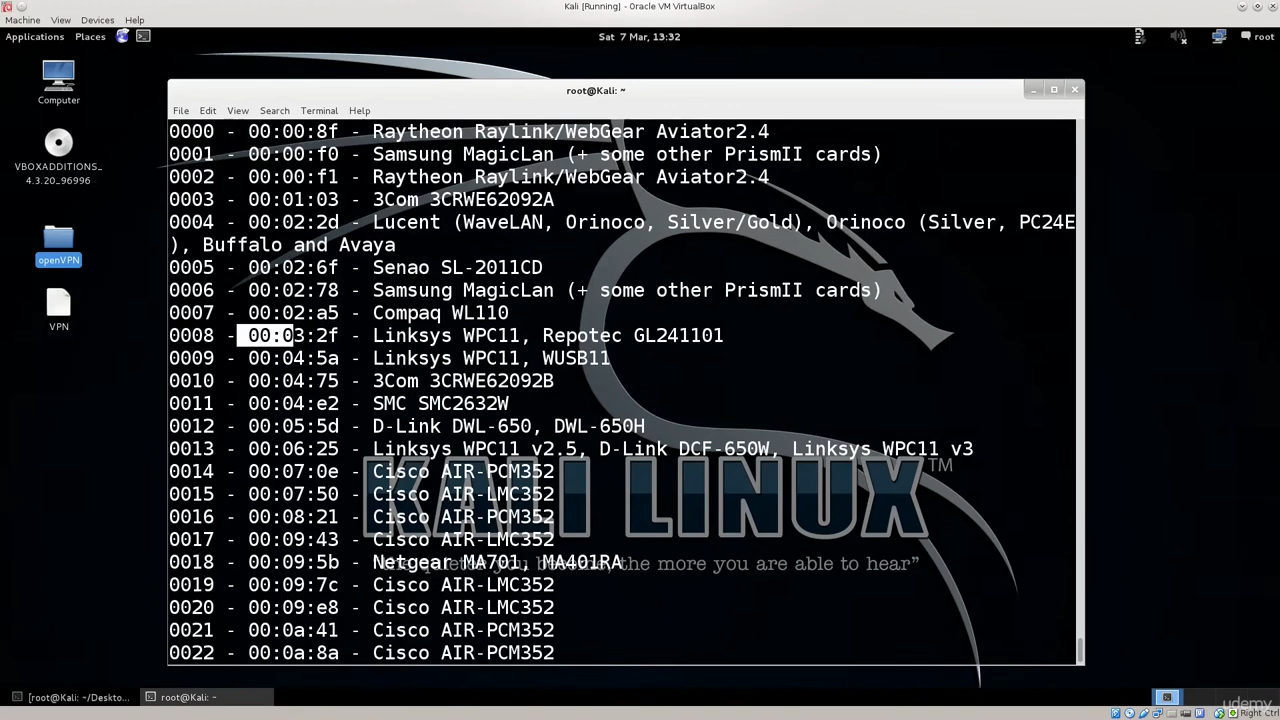 Kali [Running] - Oracle VM VirtualBox
Machine View Devices Help
Applications Places Sat 7 Mar, 13:32 root
Computer
VBOXADDITIONS_
4.3.20_96996
openVPN
VPN
root@Kali: ~
File Edit View Search Terminal Help
0000 - 00:00:8f - Raytheon Raylink/WebGear Aviator2.4
0001 - 00:00:f0 - Samsung MagicLan (+ some other PrismII cards)
0002 - 00:00:f1 - Raytheon Raylink/WebGear Aviator2.4
0003 - 00:01:03 - 3Com 3CRWE62092A
0004 - 00:02:2d - Lucent (WaveLAN, Orinoco, Silver/Gold), Orinoco (Silver, PC24E
), Buffalo and Avaya
0005 - 00:02:6f - Senao SL-2011CD
0006 - 00:02:78 - Samsung MagicLan (+ some other PrismII cards)
0007 - 00:02:a5 - Compaq WL110
0008 - 00:03:2f - Linksys WPC11, Repotec GL241101
0009 - 00:04:5a - Linksys WPC11, WUSB11
0010 - 00:04:75 - 3Com 3CRWE62092B
0011 - 00:04:e2 - SMC SMC2632W
0012 - 00:05:5d - D-Link DWL-650, DWL-650H
0013 - 00:06:25 - Linksys WPC11 v2.5, D-Link DCF-650W, Linksys WPC11 v3
0014 - 00:07:0e - Cisco AIR-PCM352
0015 - 00:07:50 - Cisco AIR-LMC352
0016 - 00:08:21 - Cisco AIR-PCM352
0017 - 00:09:43 - Cisco AIR-LMC352
0018 - 00:09:5b - Netgear MA701, MA401RA
0019 - 00:09:7c - Cisco AIR-LMC352
0020 - 00:09:e8 - Cisco AIR-LMC352
0021 - 00:0a:41 - Cisco AIR-PCM352
0022 - 00:0a:8a - Cisco AIR-PCM352
KALI LINUX™
"the quieter you become, the more you are able to hear"
[root@Kali: ~/Deskto... root@Kali: ~
udemy
Right Ctrl